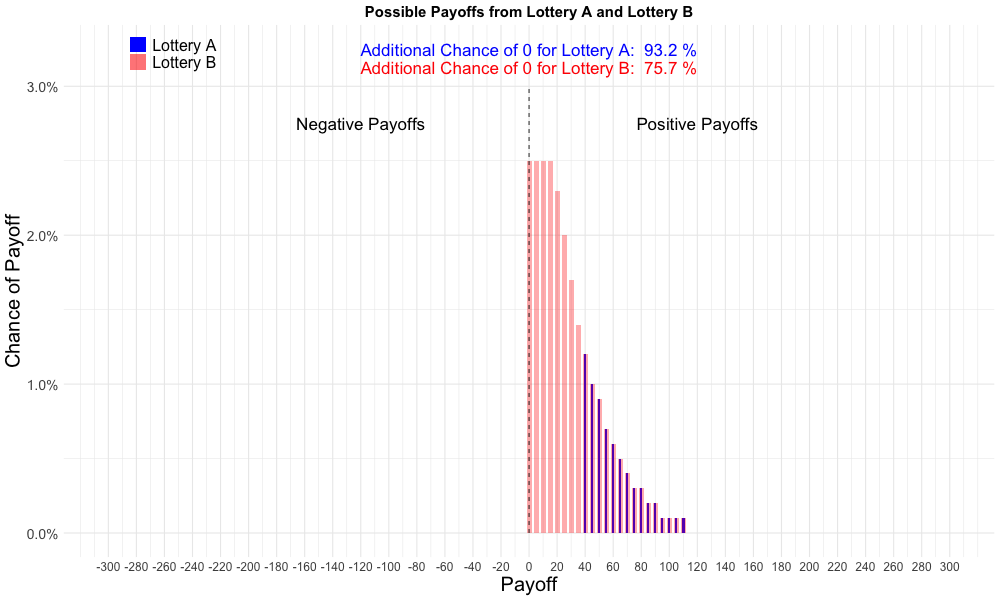 Possible Payoffs from Lottery A and Lottery B
Lottery A
Lottery B
Additional Chance of 0 for Lottery A: 93.2 %
Additional Chance of 0 for Lottery B: 75.7 %
Negative Payoffs
Positive Payoffs
Chance of Payoff
3.0%
2.0%
1.0%
0.0%
-300 -280 -260 -240 -220 -200 -180 -160 -140 -120 -100 -80 -60 -40 -20 0 20 40 60 80 100 120 140 160 180 200 220 240 260 280 300
Payoff